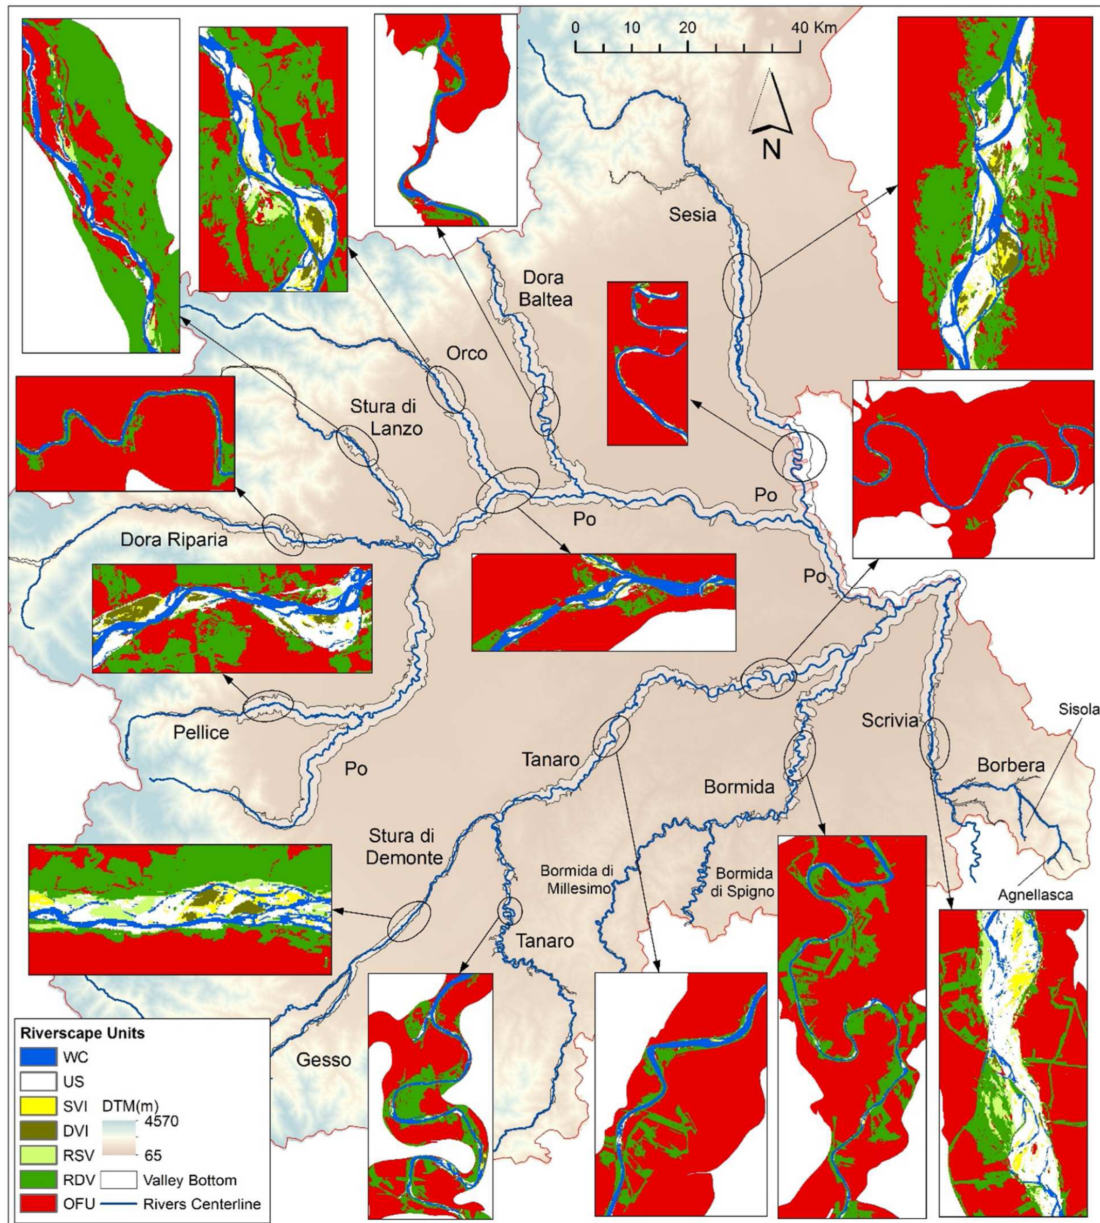 0 20 40 Km
N
Sesia
Dora
Baltea
Orco
Stura di
Lanzo
Po
Po
Dora Riparia
Po
Pellice
Scrivia
Sisola
Po
Tanaro
Borbera
Bormida
Stura di
Demonte
Bormida di
Millesimo
Bormida
di Spigno
Agnellasca
Tanaro
Gesso
Riverscape Units
WC
US
SVI
DVI
RSV
RDV
OFU
DTM(m)
4570
65
Valley Bottom
Rivers Centerline